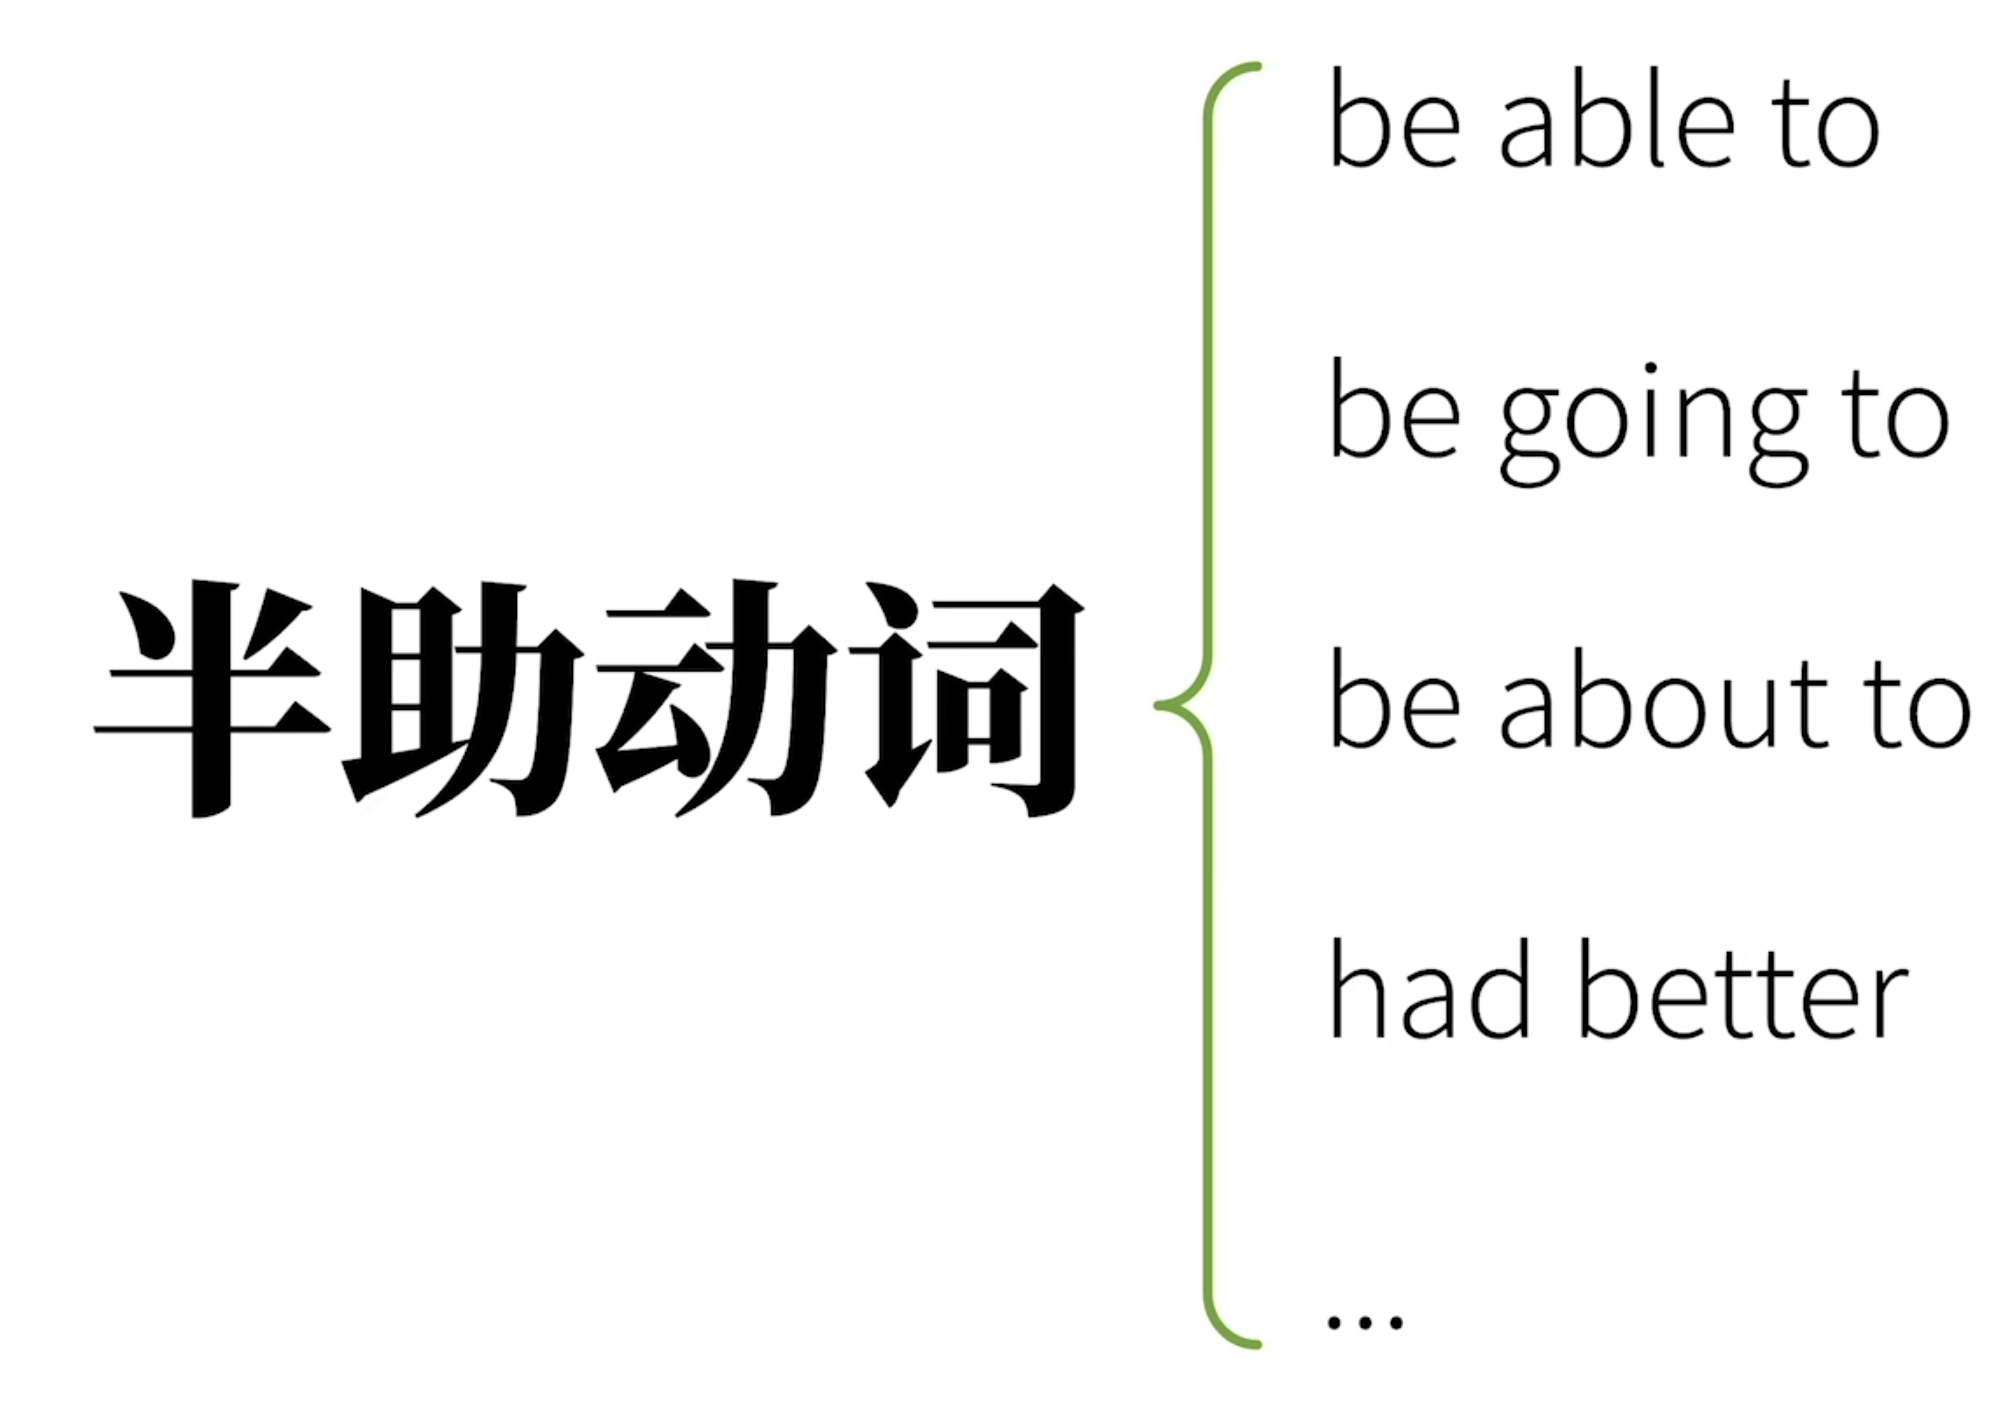 半助动词
be able to
be going to
be about to
had better
...